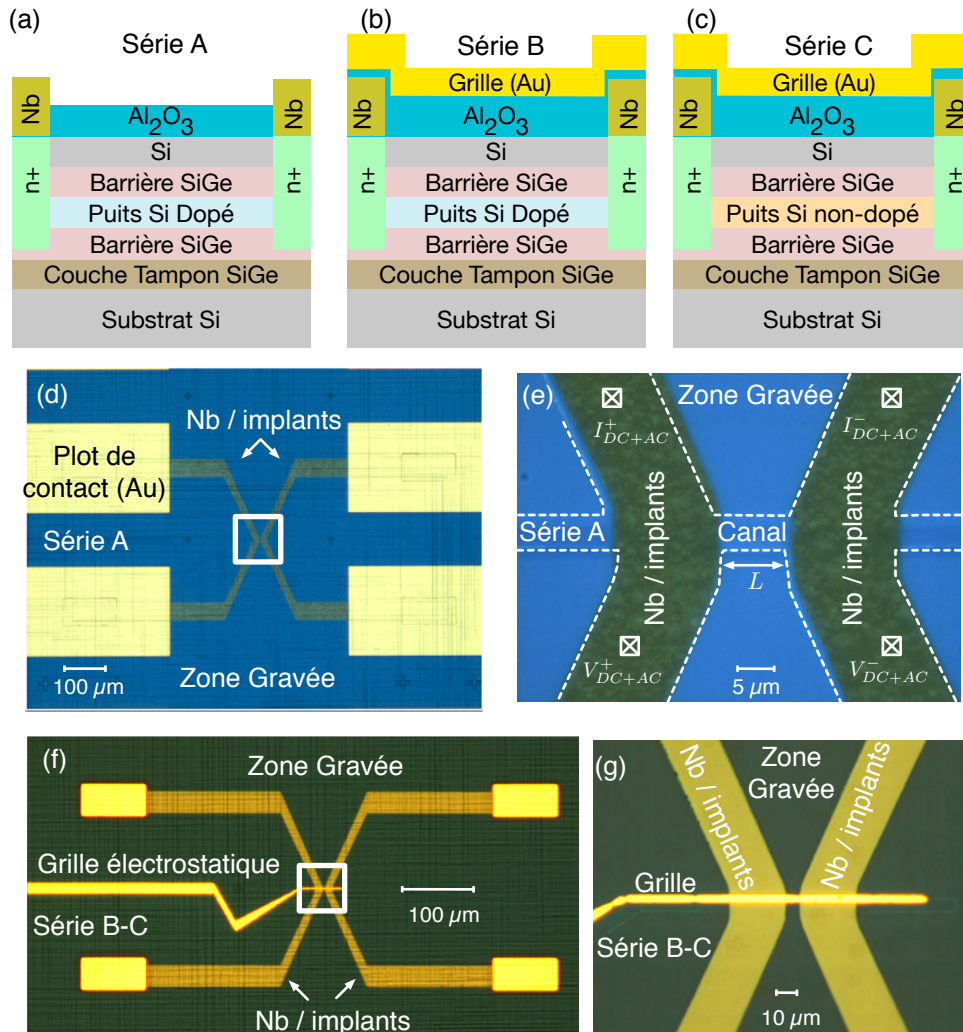 (a)
Série A
Nb
Nb
Al2O3
n+
n+
Si
Barrière SiGe
Puits Si Dopé
Barrière SiGe
Couche Tampon SiGe
Substrat Si
(b)
Série B
Grille (Au)
Nb
Nb
Al2O3
n+
n+
Si
Barrière SiGe
Puits Si Dopé
Barrière SiGe
Couche Tampon SiGe
Substrat Si
(c)
Série C
Grille (Au)
Nb
Nb
Al2O3
n+
n+
Si
Barrière SiGe
Puits Si non-dopé
Barrière SiGe
Couche Tampon SiGe
Substrat Si
(d)
Nb / implants
Plot de
contact (Au)
Série A
100 µm
Zone Gravée
(e)
Zone Gravée
I+DC+AC
I−DC+AC
Nb / implants
Nb / implants
Série A
Canal
L
V+DC+AC
V−DC+AC
5 µm
(f)
Zone Gravée
Grille électrostatique
Série B-C
100 µm
Nb / implants
(g)
Nb / implants
Zone
Gravée
Nb / implants
Grille
Série B-C
10 µm